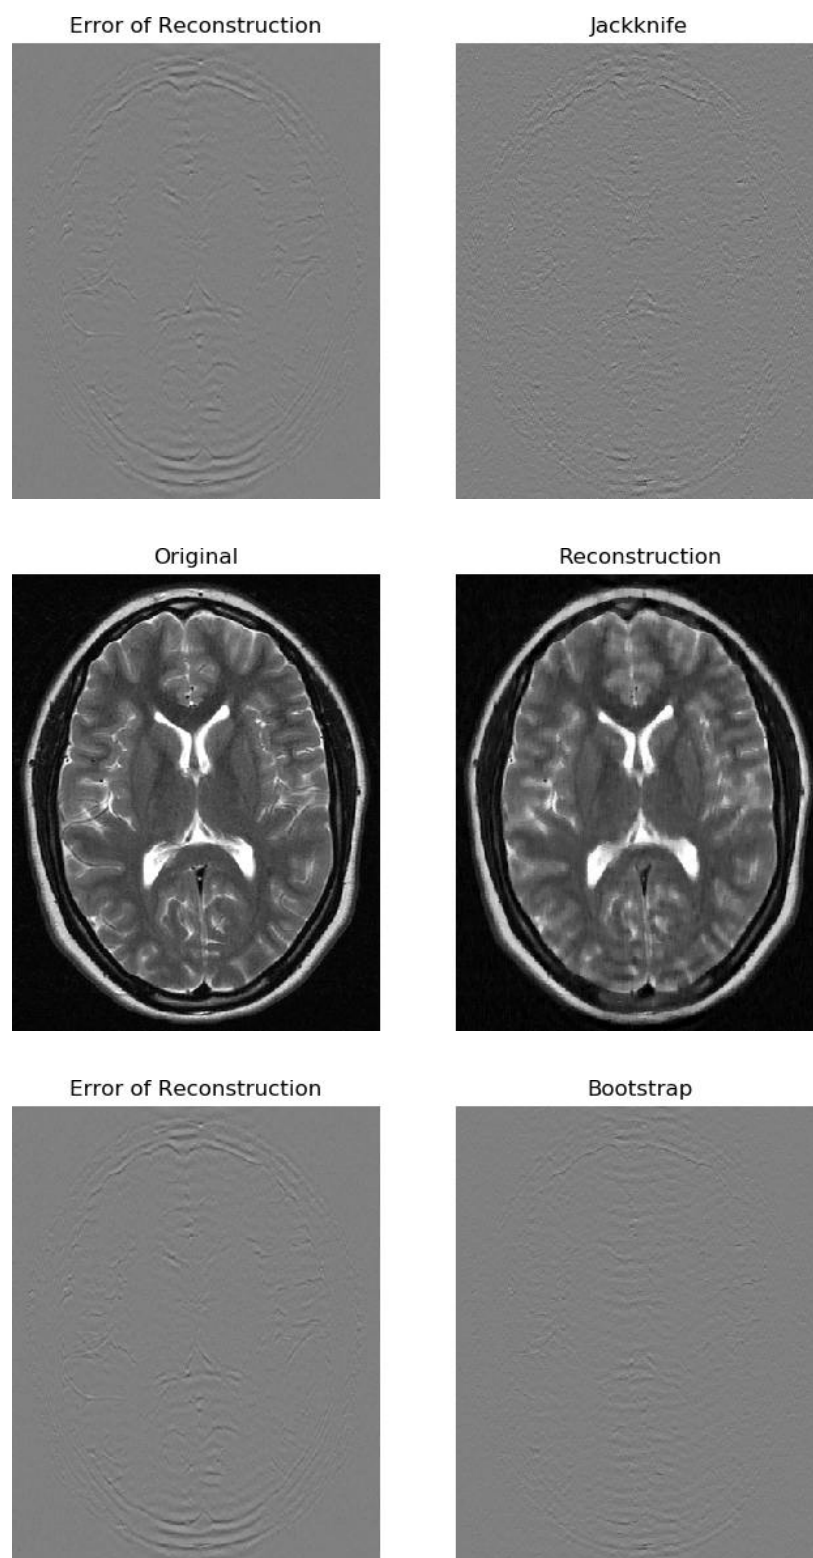 Error of Reconstruction
Jackknife
Original
Reconstruction
Error of Reconstruction
Bootstrap